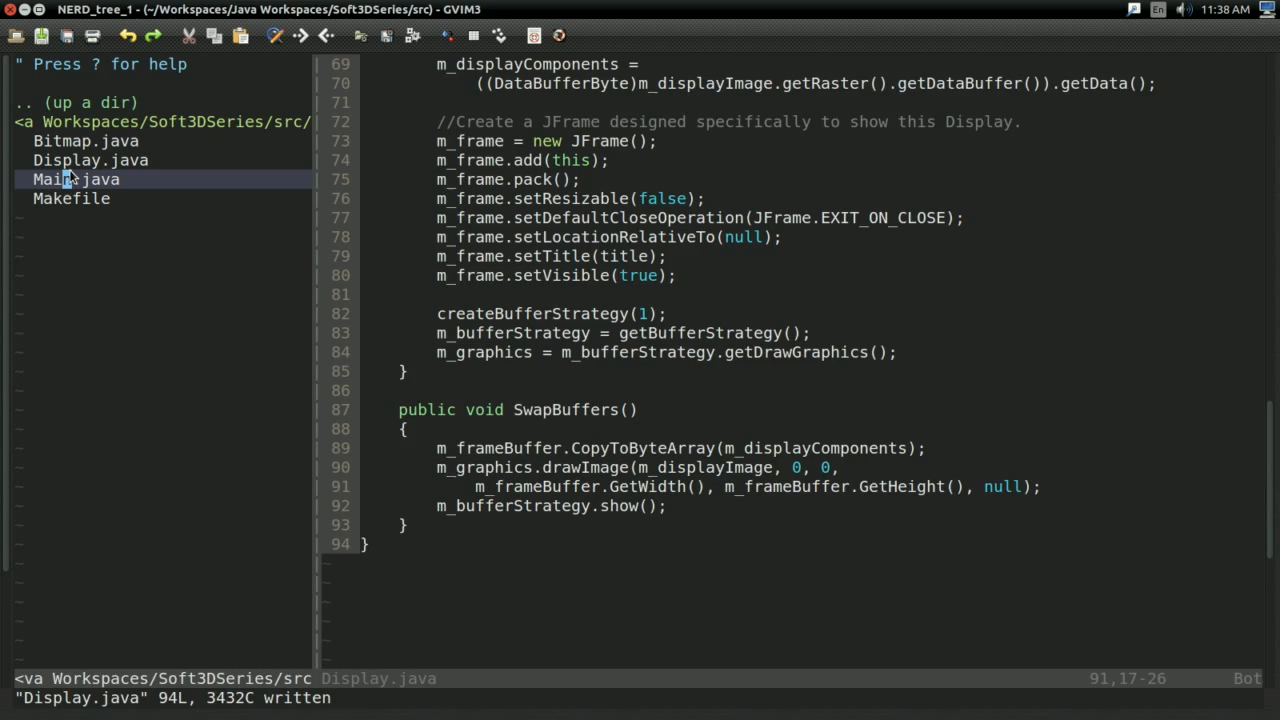 NERD_tree_1 - (~/Workspaces/Java Workspaces/Soft3DSeries/src) - GVIM3
En
11:38 AM
" Press ? for help
.. (up a dir)
<a Workspaces/Soft3DSeries/src/
Bitmap.java
Display.java
Main.java
Makefile
69 m_displayComponents =
70 ((DataBufferByte)m_displayImage.getRaster().getDataBuffer()).getData();
71
72 //Create a JFrame designed specifically to show this Display.
73 m_frame = new JFrame();
74 m_frame.add(this);
75 m_frame.pack();
76 m_frame.setResizable(false);
77 m_frame.setDefaultCloseOperation(JFrame.EXIT_ON_CLOSE);
78 m_frame.setLocationRelativeTo(null);
79 m_frame.setTitle(title);
80 m_frame.setVisible(true);
81
82 createBufferStrategy(1);
83 m_bufferStrategy = getBufferStrategy();
84 m_graphics = m_bufferStrategy.getDrawGraphics();
85 }
86
87 public void SwapBuffers()
88 {
89 m_frameBuffer.CopyToByteArray(m_displayComponents);
90 m_graphics.drawImage(m_displayImage, 0, 0,
91 m_frameBuffer.GetWidth(), m_frameBuffer.GetHeight(), null);
92 m_bufferStrategy.show();
93 }
94 }
<va Workspaces/Soft3DSeries/src Display.java 91,17-26 Bot
"Display.java" 94L, 3432C written